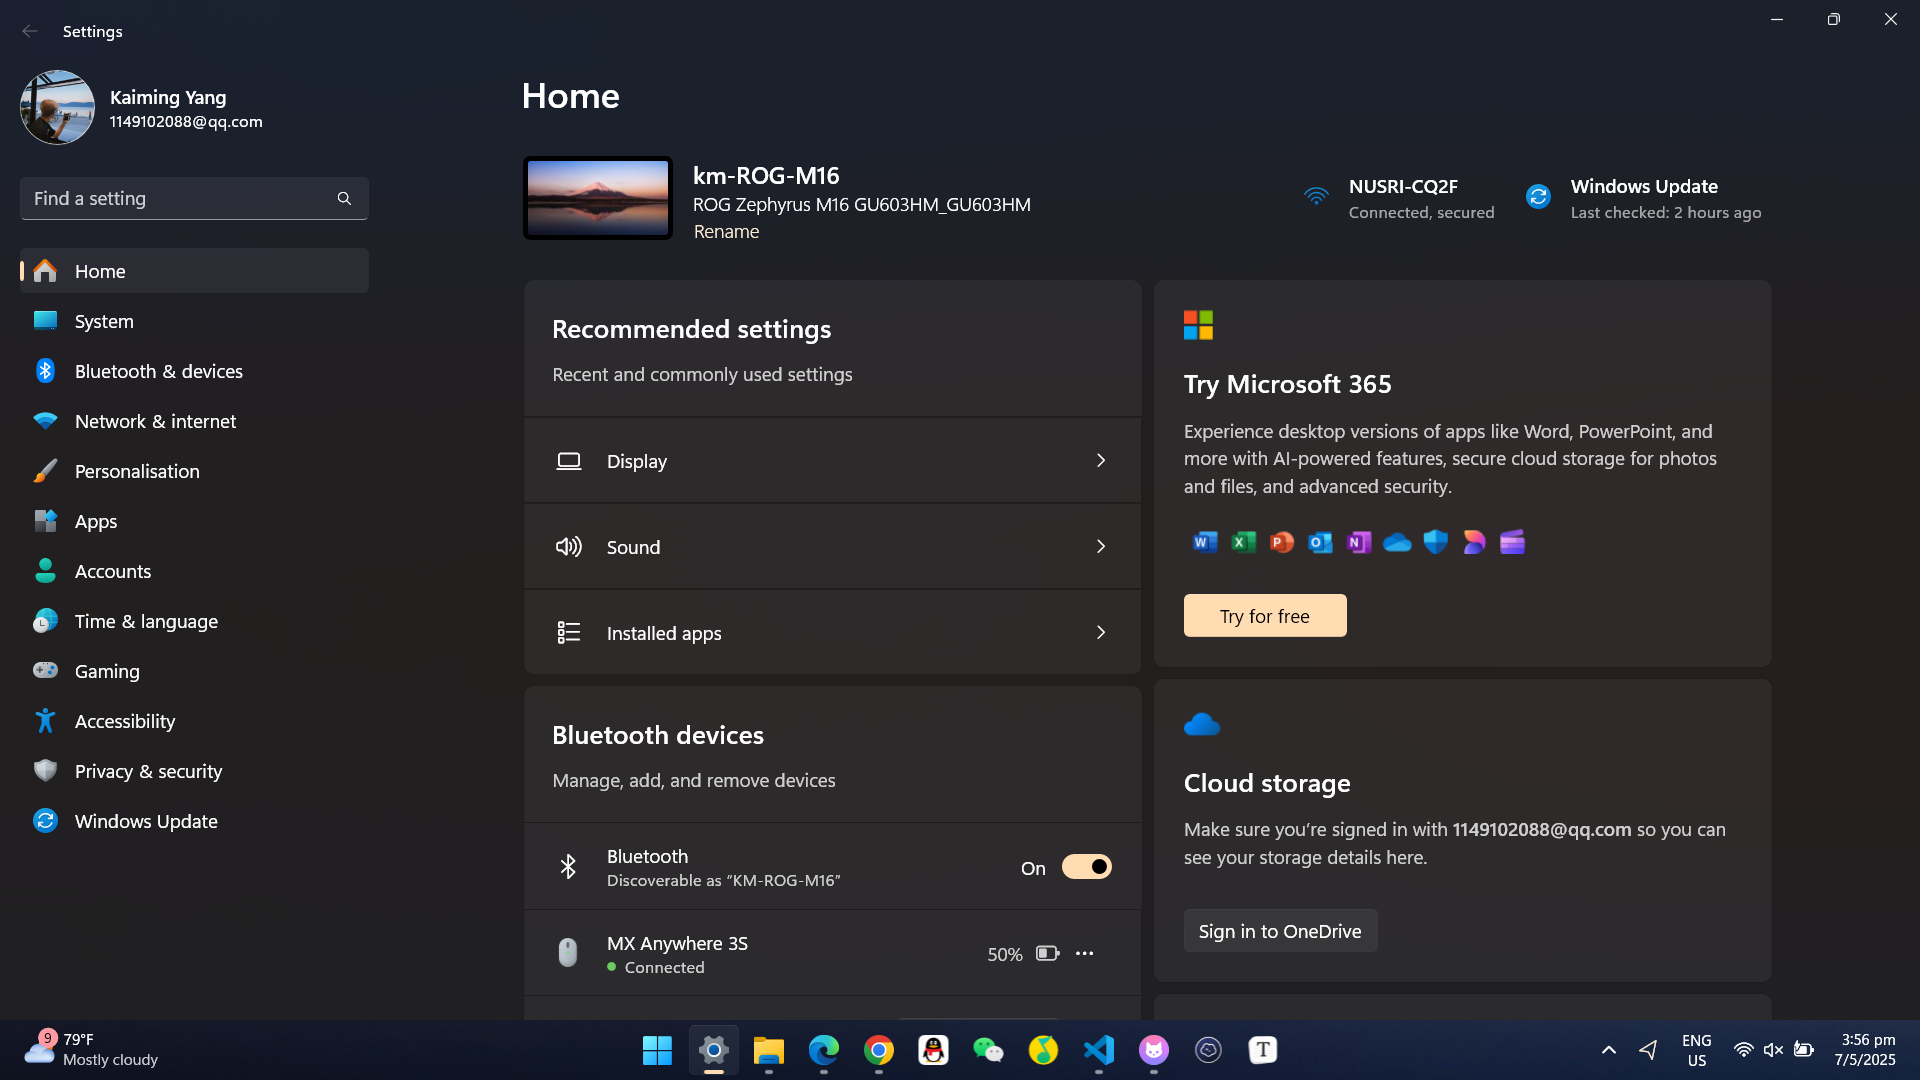 Settings
Kaiming Yang
1149102088@qq.com
Find a setting
Home
System
Bluetooth & devices
Network & internet
Personalisation
Apps
Accounts
Time & language
Gaming
Accessibility
Privacy & security
Windows Update
Home
km-ROG-M16
ROG Zephyrus M16 GU603HM_GU603HM
Rename
NUSRI-CQ2F
Connected, secured
Windows Update
Last checked: 2 hours ago
Recommended settings
Recent and commonly used settings
Display
Sound
Installed apps
Bluetooth devices
Manage, add, and remove devices
Bluetooth
Discoverable as “KM-ROG-M16”
On
MX Anywhere 3S
Connected
50%
Try Microsoft 365
Experience desktop versions of apps like Word, PowerPoint, and
more with AI-powered features, secure cloud storage for photos
and files, and advanced security.
Try for free
Cloud storage
Make sure you’re signed in with 1149102088@qq.com so you can
see your storage details here.
Sign in to OneDrive
9
79°F
Mostly cloudy
T
ENG
US
3:56 pm
7/5/2025